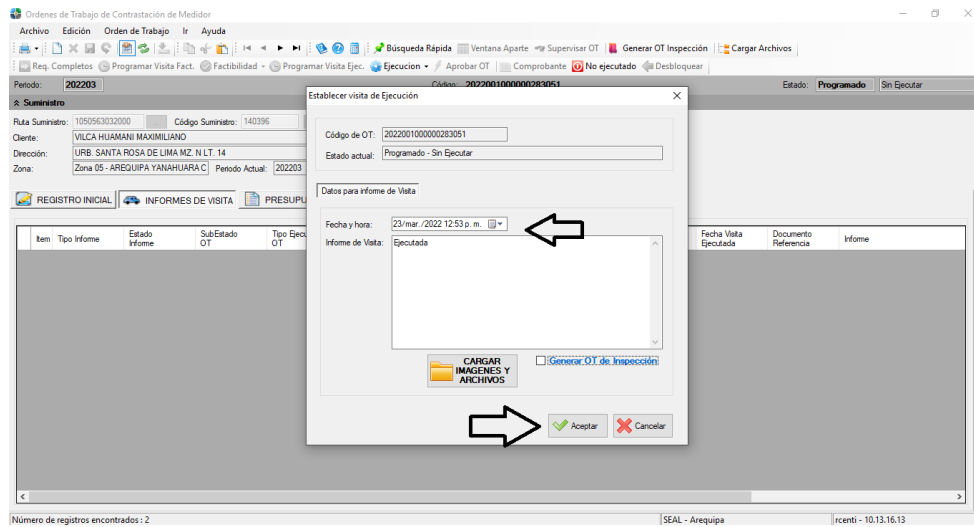 Ordenes de Trabajo de Contrastación de Medidor
Archivo Edición Orden de Trabajo Ir Ayuda
Búsqueda Rápida Ventana Aparte Supervisar OT Generar OT Inspección Cargar Archivos
Req. Completos Programar Visita Fact. Factibilidad Programar Visita Ejec. Ejecucion Aprobar OT Comprobante No ejecutado Desbloquear
Periodo: 202203 Código: 2022001000000283051 Estado: Programado Sin Ejecutar
Suministro
Ruta Suministro: 1050563032000 ... Código Suministro: 140396
Cliente: VILCA HUAMANI MAXIMILIANO
Dirección: URB. SANTA ROSA DE LIMA MZ. N LT. 14
Zona: Zona 05 - AREQUIPA YANAHUARA C Periodo Actual: 202203
REGISTRO INICIAL INFORMES DE VISITA PRESUPU
Item Tipo Informe Estado Informe SubEstado OT Tipo Ejecu OT Fecha Visita Ejecutada Documento Referencia Informe
Establecer visita de Ejecución
Código de OT: 2022001000000283051
Estado actual: Programado - Sin Ejecutar
Datos para informe de Visita
Fecha y hora: 23/mar./2022 12:53 p. m.
Informe de Visita: Ejecutada
CARGAR
IMAGENES Y
ARCHIVOS
Generar OT de Inspección
Aceptar Cancelar
Número de registros encontrados : 2 SEAL - Arequipa rcenti - 10.13.16.13